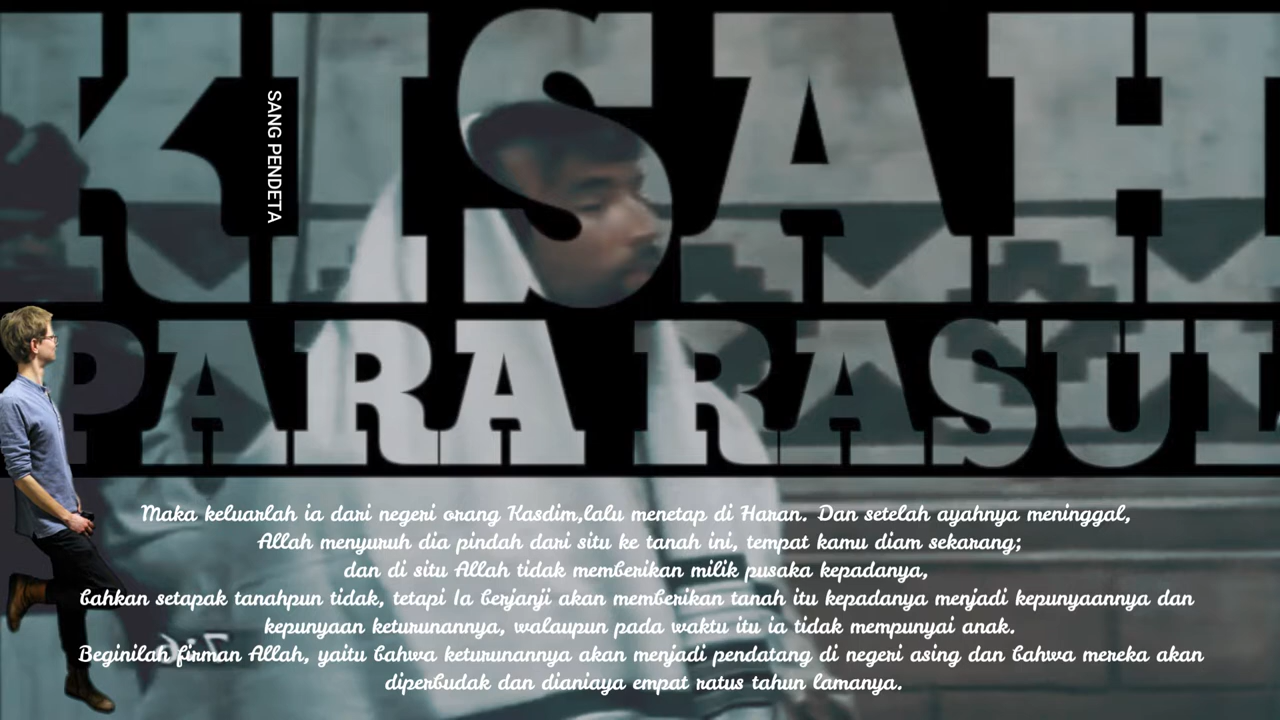 KISAH
SANG PENDETA
PARA RASUL
Maka keluarlah ia dari negeri orang Kasdim,lalu menetap di Haran. Dan setelah ayahnya meninggal,
Allah menyuruh dia pindah dari situ ke tanah ini, tempat kamu diam sekarang;
dan di situ Allah tidak memberikan milik pusaka kepadanya,
bahkan setapak tanahpun tidak, tetapi Ia berjanji akan memberikan tanah itu kepadanya menjadi kepunyaannya dan
kepunyaan keturunannya, walaupun pada waktu itu ia tidak mempunyai anak.
Beginilah firman Allah, yaitu bahwa keturunannya akan menjadi pendatang di negeri asing dan bahwa mereka akan
diperbudak dan dianiaya empat ratus tahun lamanya.